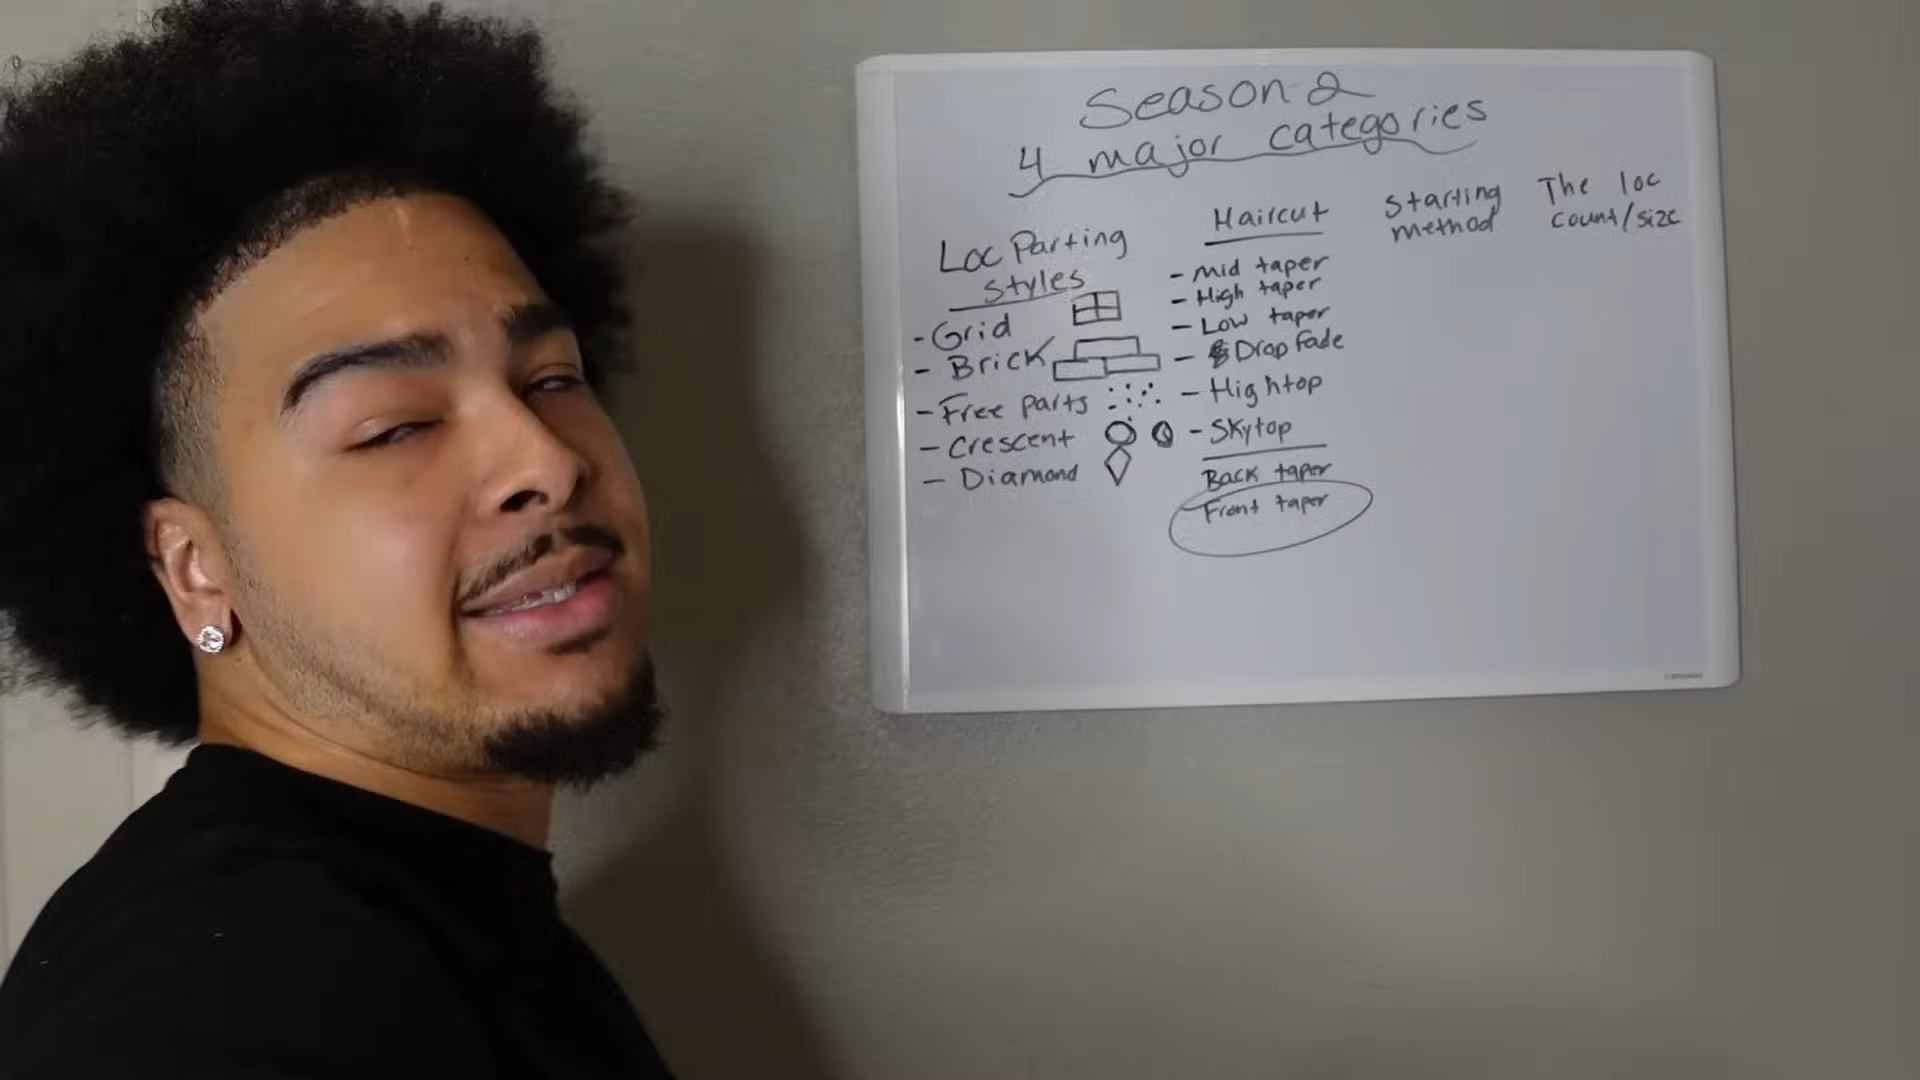 Season 2
4 major categories
Loc Parting
Styles
- Grid
- Brick
- Free parts
- Crescent
- Diamond
Haircut
- Mid taper
- High taper
- Low taper
- Drop fade
- Hightop
- Skytop
Back taper
Front taper
Starting
method
The loc
count/size